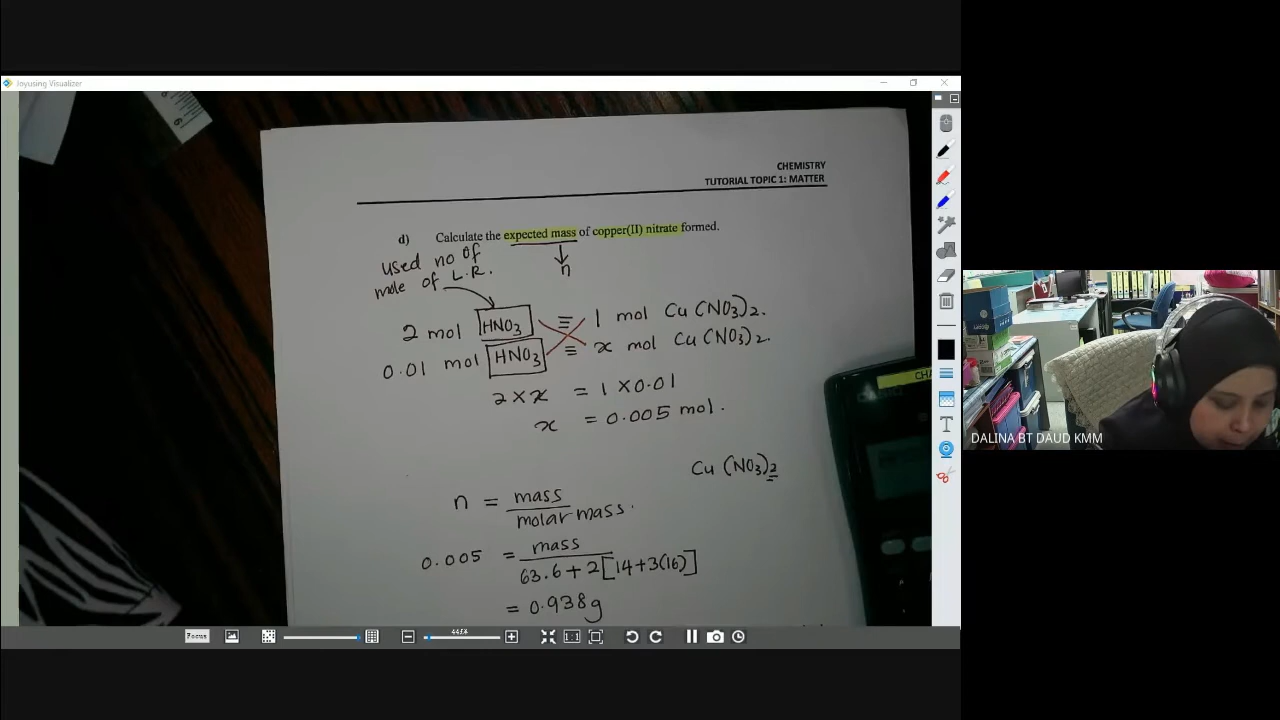 Joyusing Visualizer
CHEMISTRY
TUTORIAL TOPIC 1: MATTER
d) Calculate the expected mass of copper(II) nitrate formed.
used no of
mole of L.R.
n
2 mol HNO3 ≡ 1 mol Cu(NO3)2.
0.01 mol HNO3 ≡ x mol Cu(NO3)2.
2 × x = 1 × 0.01
x = 0.005 mol.
Cu(NO3)2
n = mass
molar mass.
0.005 = mass
63.6 + 2[14+3(16)]
= 0.938g
Focus
1:1
T
DALINA BT DAUD KMM